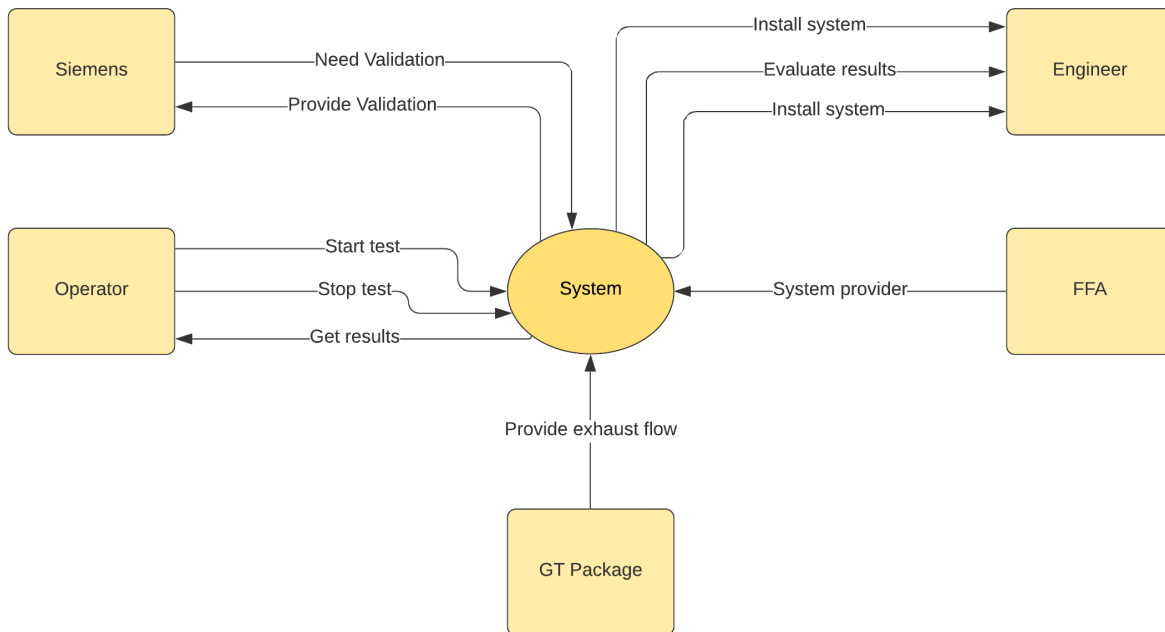 Install system
Siemens
Need Validation
Evaluate results
Engineer
Provide Validation
Install system
Start test
Operator
Stop test
System
System provider
FFA
Get results
Provide exhaust flow
GT Package